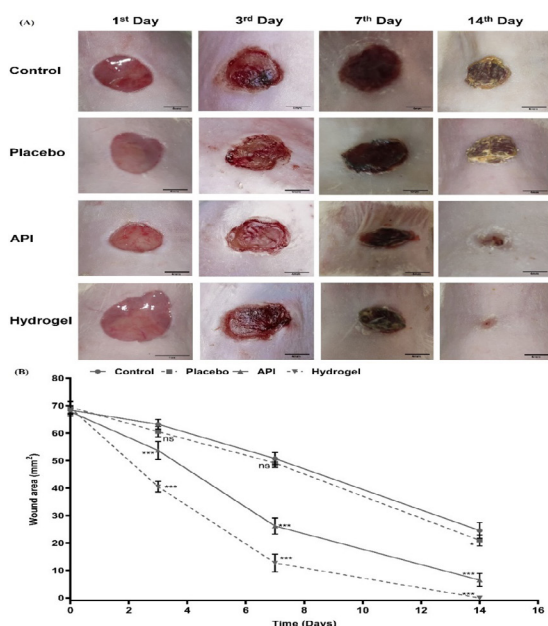 (A)
1st Day 3rd Day 7th Day 14th Day
Control
Placebo
API
Hydrogel
(B)
Control Placebo API Hydrogel
80
70
60
50
40
30
20
10
0
Wound area (mm2)
ns
***
***
ns
***
***
*
***
***
0 2 4 6 8 10 12 14 16
Time (Days)